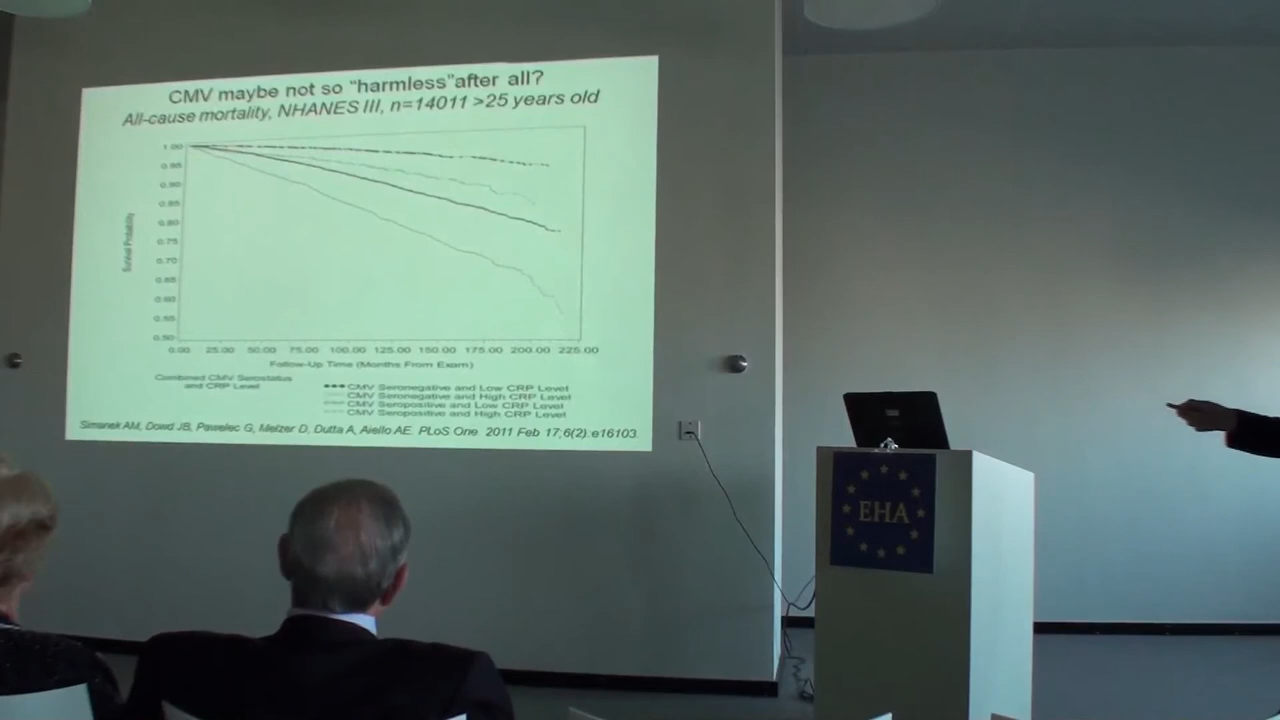 CMV maybe not so "harmless"after all?
All-cause mortality, NHANES III, n=14011 >25 years old
1.00
0.95
0.90
0.85
0.80
0.75
0.70
0.65
0.60
0.55
0.50
Survival Probability
0.00 25.00 50.00 75.00 100.00 125.00 150.00 175.00 200.00 225.00
Follow-Up Time (Months From Exam)
Combined CMV Serostatus
and CRP Level
CMV Seronegative and Low CRP Level
CMV Seronegative and High CRP Level
CMV Seropositive and Low CRP Level
CMV Seropositive and High CRP Level
Simanek AM, Dowd JB, Pawelec G, Melzer D, Dutta A, Aiello AE. PLoS One 2011 Feb 17;6(2).e16103.
EHA